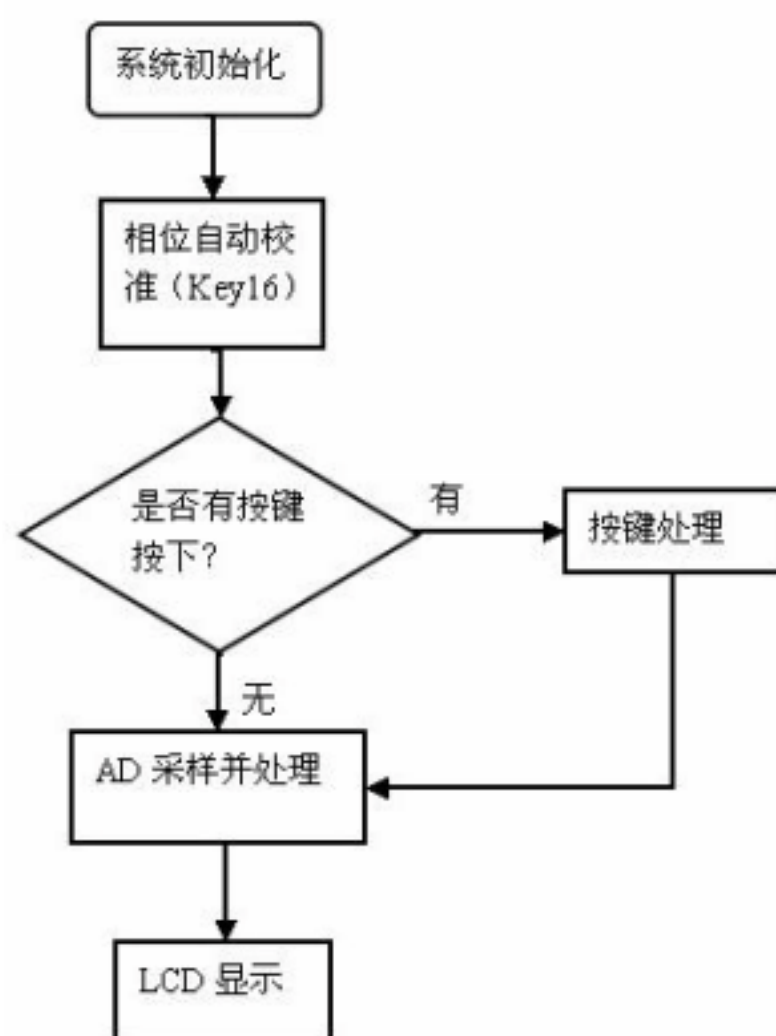 系统初始化
相位自动校
准（Key16）
是否有按键
按下？
有
按键处理
无
AD 采样并处理
LCD 显示